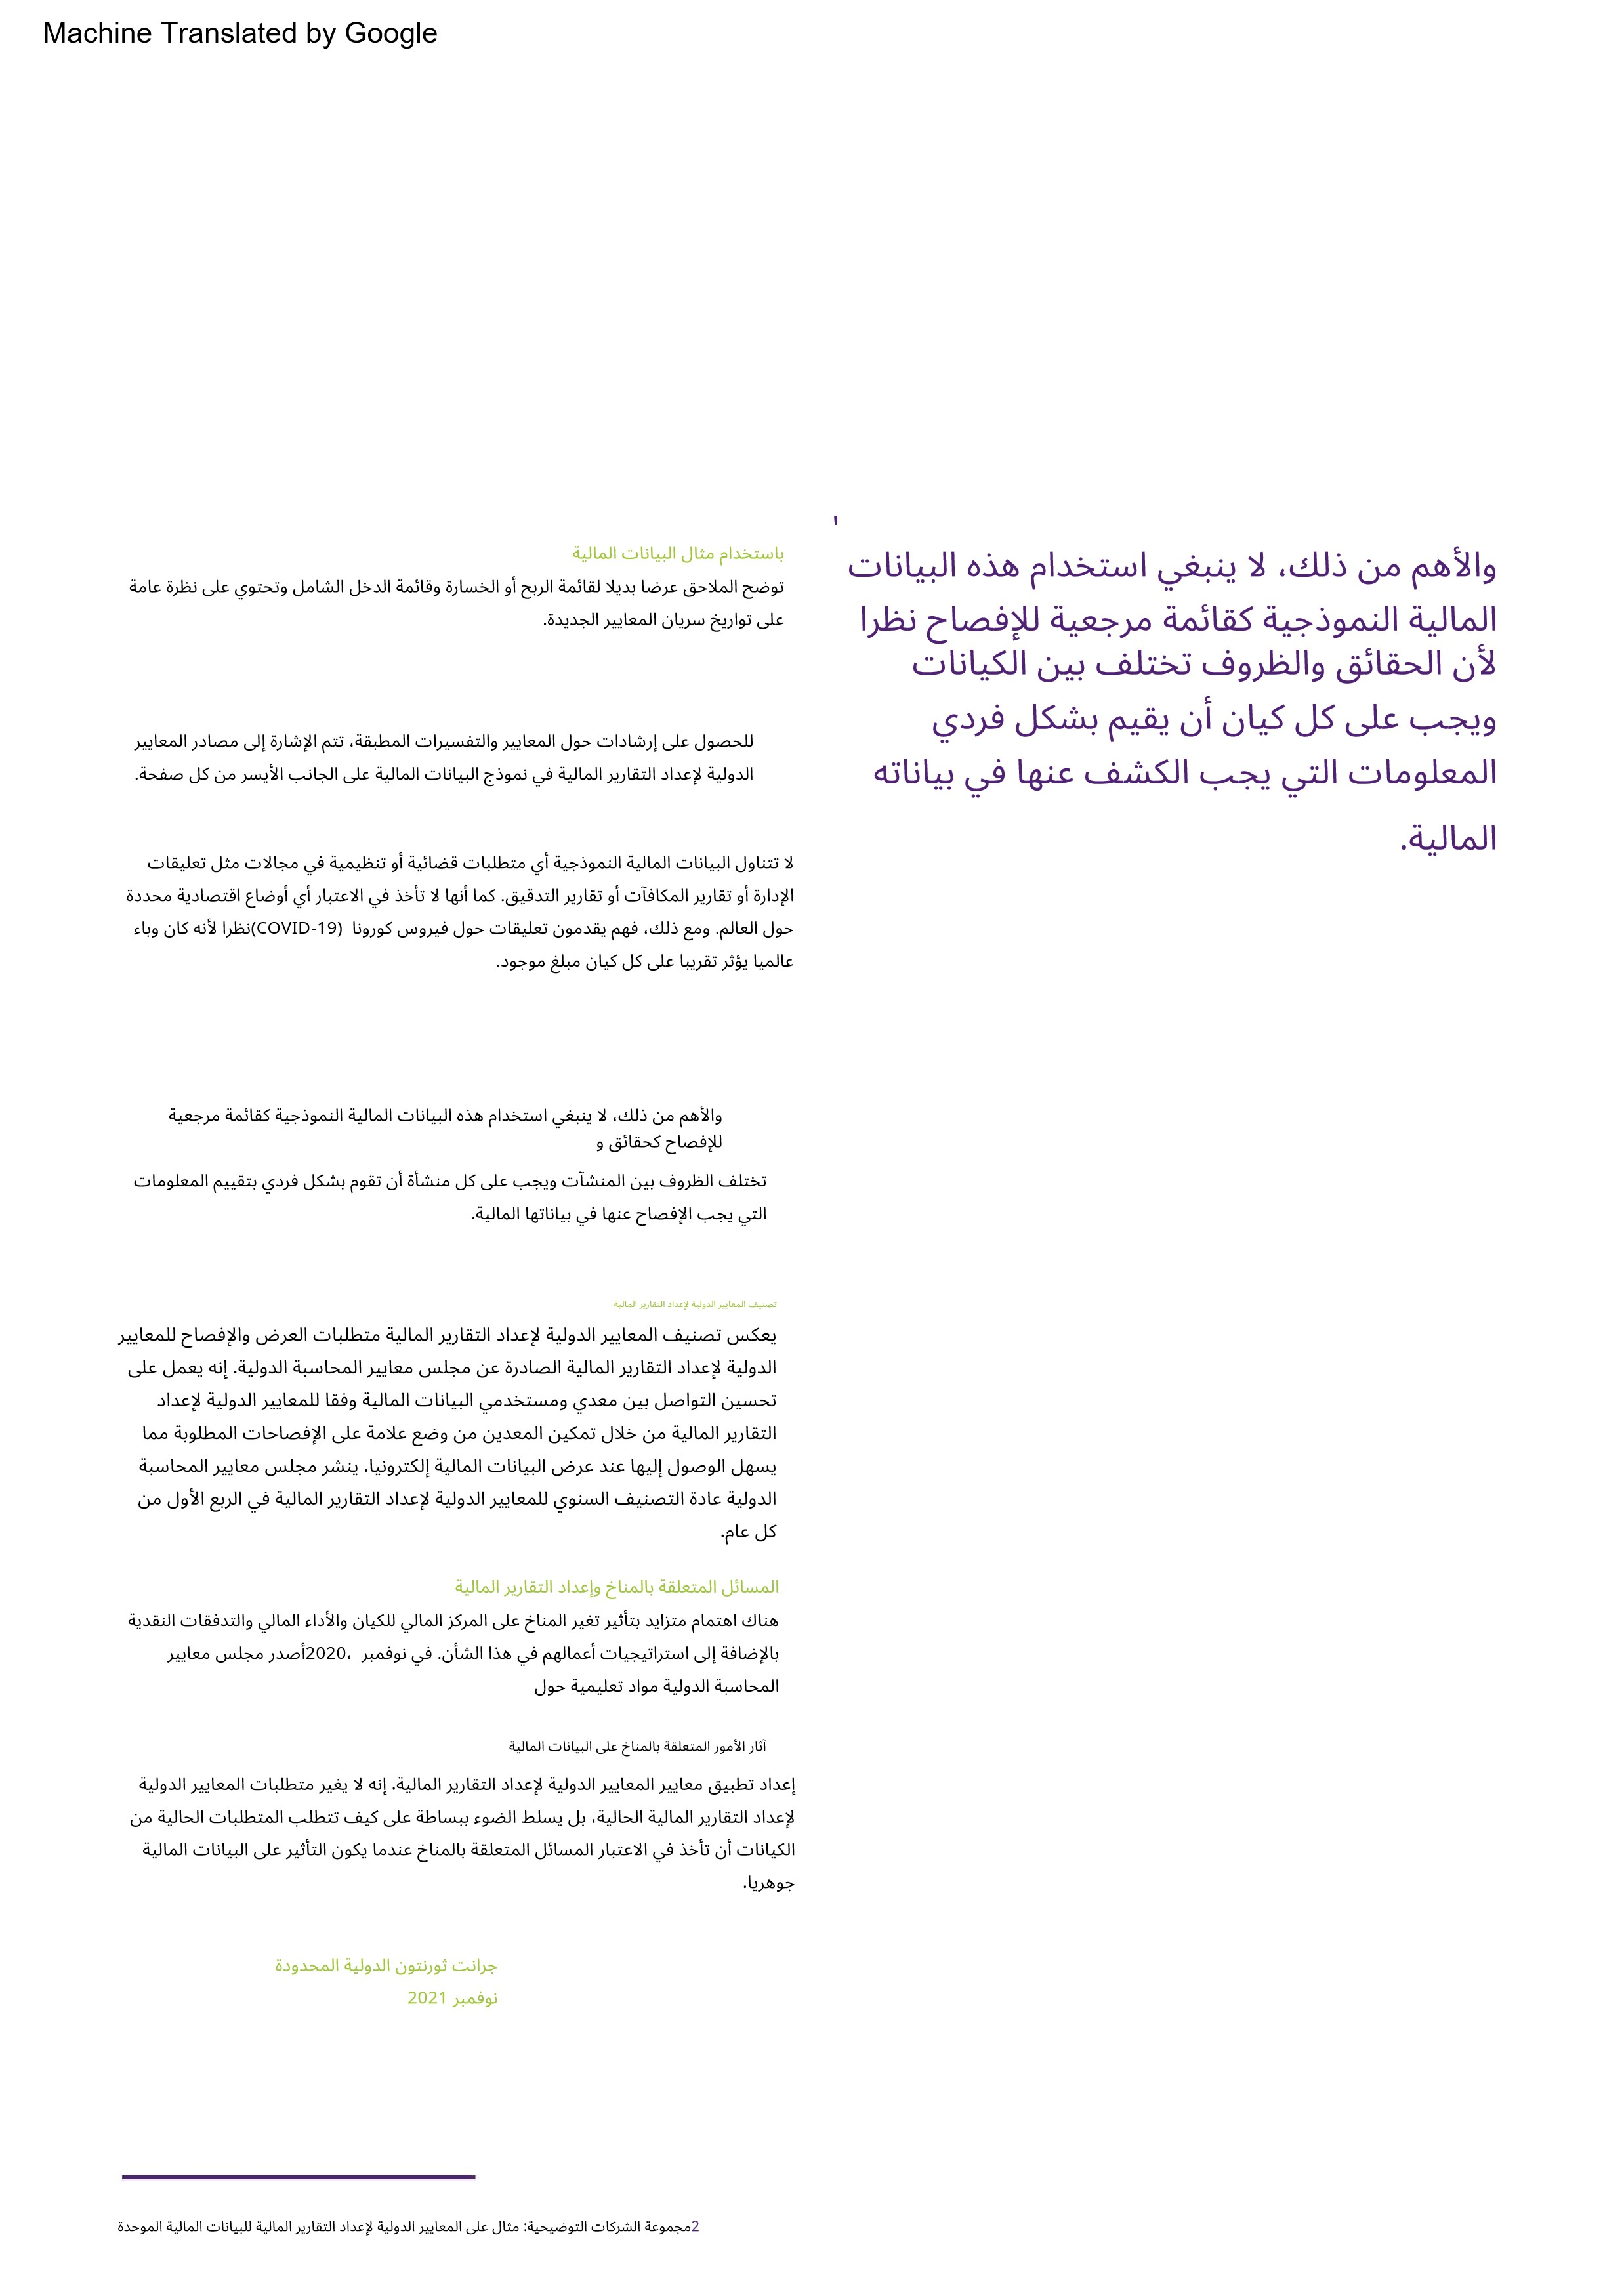 Machine Translated by Google
'
والأهم من ذلك، لا ينبغي استخدام هذه البيانات
المالية النموذجية كقائمة مرجعية للإفصاح نظرا
لأن الحقائق والظروف تختلف بين الكيانات
ويجب على كل كيان أن يقيم بشكل فردي
المعلومات التي يجب الكشف عنها في بياناته
المالية.
باستخدام مثال البيانات المالية
توضح الملاحق عرضا بديلا لقائمة الربح أو الخسارة وقائمة الدخل الشامل وتحتوي على نظرة عامة
على تواريخ سريان المعايير الجديدة.
للحصول على إرشادات حول المعايير والتفسيرات المطبقة، تتم الإشارة إلى مصادر المعايير
الدولية لإعداد التقارير المالية في نموذج البيانات المالية على الجانب الأيسر من كل صفحة.
لا تتناول البيانات المالية النموذجية أي متطلبات قضائية أو تنظيمية في مجالات مثل تعليقات
الإدارة أو تقارير المكافآت أو تقارير التدقيق. كما أنها لا تأخذ في الاعتبار أي أوضاع اقتصادية محددة
حول العالم. ومع ذلك، فهم يقدمون تعليقات حول فيروس كورونا (COVID-19)نظرا لأنه كان وباء
عالميا يؤثر تقريبا على كل كيان مبلغ موجود.
والأهم من ذلك، لا ينبغي استخدام هذه البيانات المالية النموذجية كقائمة مرجعية
للإفصاح كحقائق و
تختلف الظروف بين المنشآت ويجب على كل منشأة أن تقوم بشكل فردي بتقييم المعلومات
التي يجب الإفصاح عنها في بياناتها المالية.
تصنيف المعايير الدولية لإعداد التقارير المالية
يعكس تصنيف المعايير الدولية لإعداد التقارير المالية متطلبات العرض والإفصاح للمعايير
الدولية لإعداد التقارير المالية الصادرة عن مجلس معايير المحاسبة الدولية. إنه يعمل على
تحسين التواصل بين معدي ومستخدمي البيانات المالية وفقا للمعايير الدولية لإعداد
التقارير المالية من خلال تمكين المعدين من وضع علامة على الإفصاحات المطلوبة مما
يسهل الوصول إليها عند عرض البيانات المالية إلكترونيا. ينشر مجلس معايير المحاسبة
الدولية عادة التصنيف السنوي للمعايير الدولية لإعداد التقارير المالية في الربع الأول من
كل عام.
المسائل المتعلقة بالمناخ وإعداد التقارير المالية
هناك اهتمام متزايد بتأثير تغير المناخ على المركز المالي للكيان والأداء المالي والتدفقات النقدية
بالإضافة إلى استراتيجيات أعمالهم في هذا الشأن. في نوفمبر ،2020أصدر مجلس معايير
المحاسبة الدولية مواد تعليمية حول
آثار الأمور المتعلقة بالمناخ على البيانات المالية
إعداد تطبيق معايير المعايير الدولية لإعداد التقارير المالية. إنه لا يغير متطلبات المعايير الدولية
لإعداد التقارير المالية الحالية، بل يسلط الضوء ببساطة على كيف تتطلب المتطلبات الحالية من
الكيانات أن تأخذ في الاعتبار المسائل المتعلقة بالمناخ عندما يكون التأثير على البيانات المالية
جوهريا.
جرانت ثورنتون الدولية المحدودة
نوفمبر 2021
2مجموعة الشركات التوضيحية: مثال على المعايير الدولية لإعداد التقارير المالية للبيانات المالية الموحدة